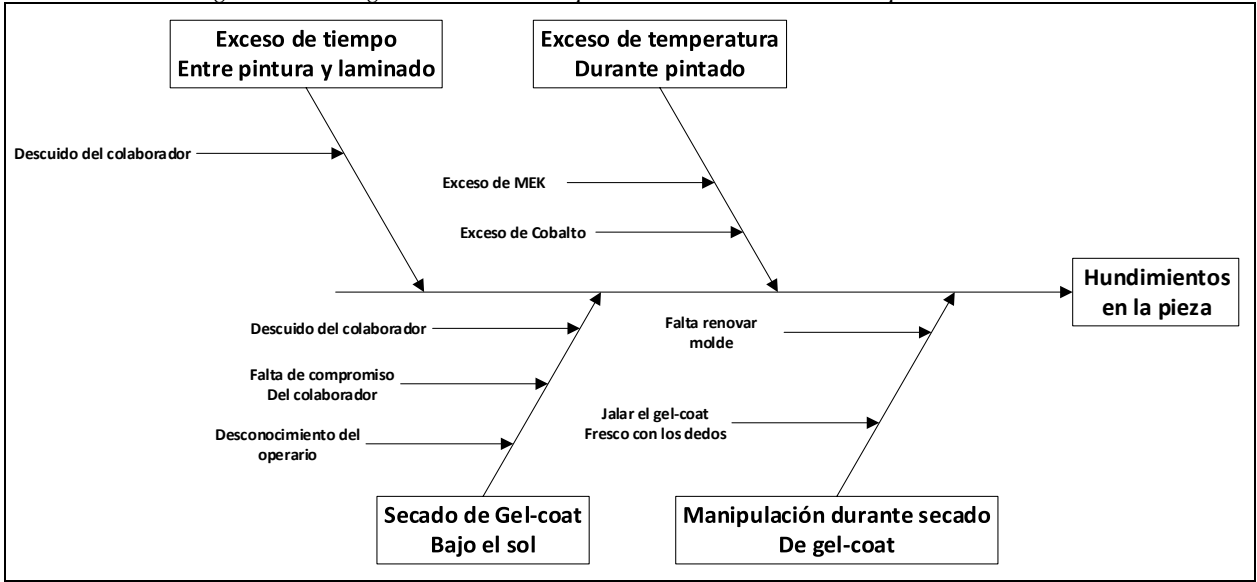 Exceso de tiempo
Entre pintura y laminado
Exceso de temperatura
Durante pintado
Descuido del colaborador
Exceso de MEK
Exceso de Cobalto
Hundimientos
en la pieza
Descuido del colaborador
Falta de compromiso
Del colaborador
Desconocimiento del
operario
Falta renovar
molde
Jalar el gel-coat
Fresco con los dedos
Secado de Gel-coat
Bajo el sol
Manipulación durante secado
De gel-coat